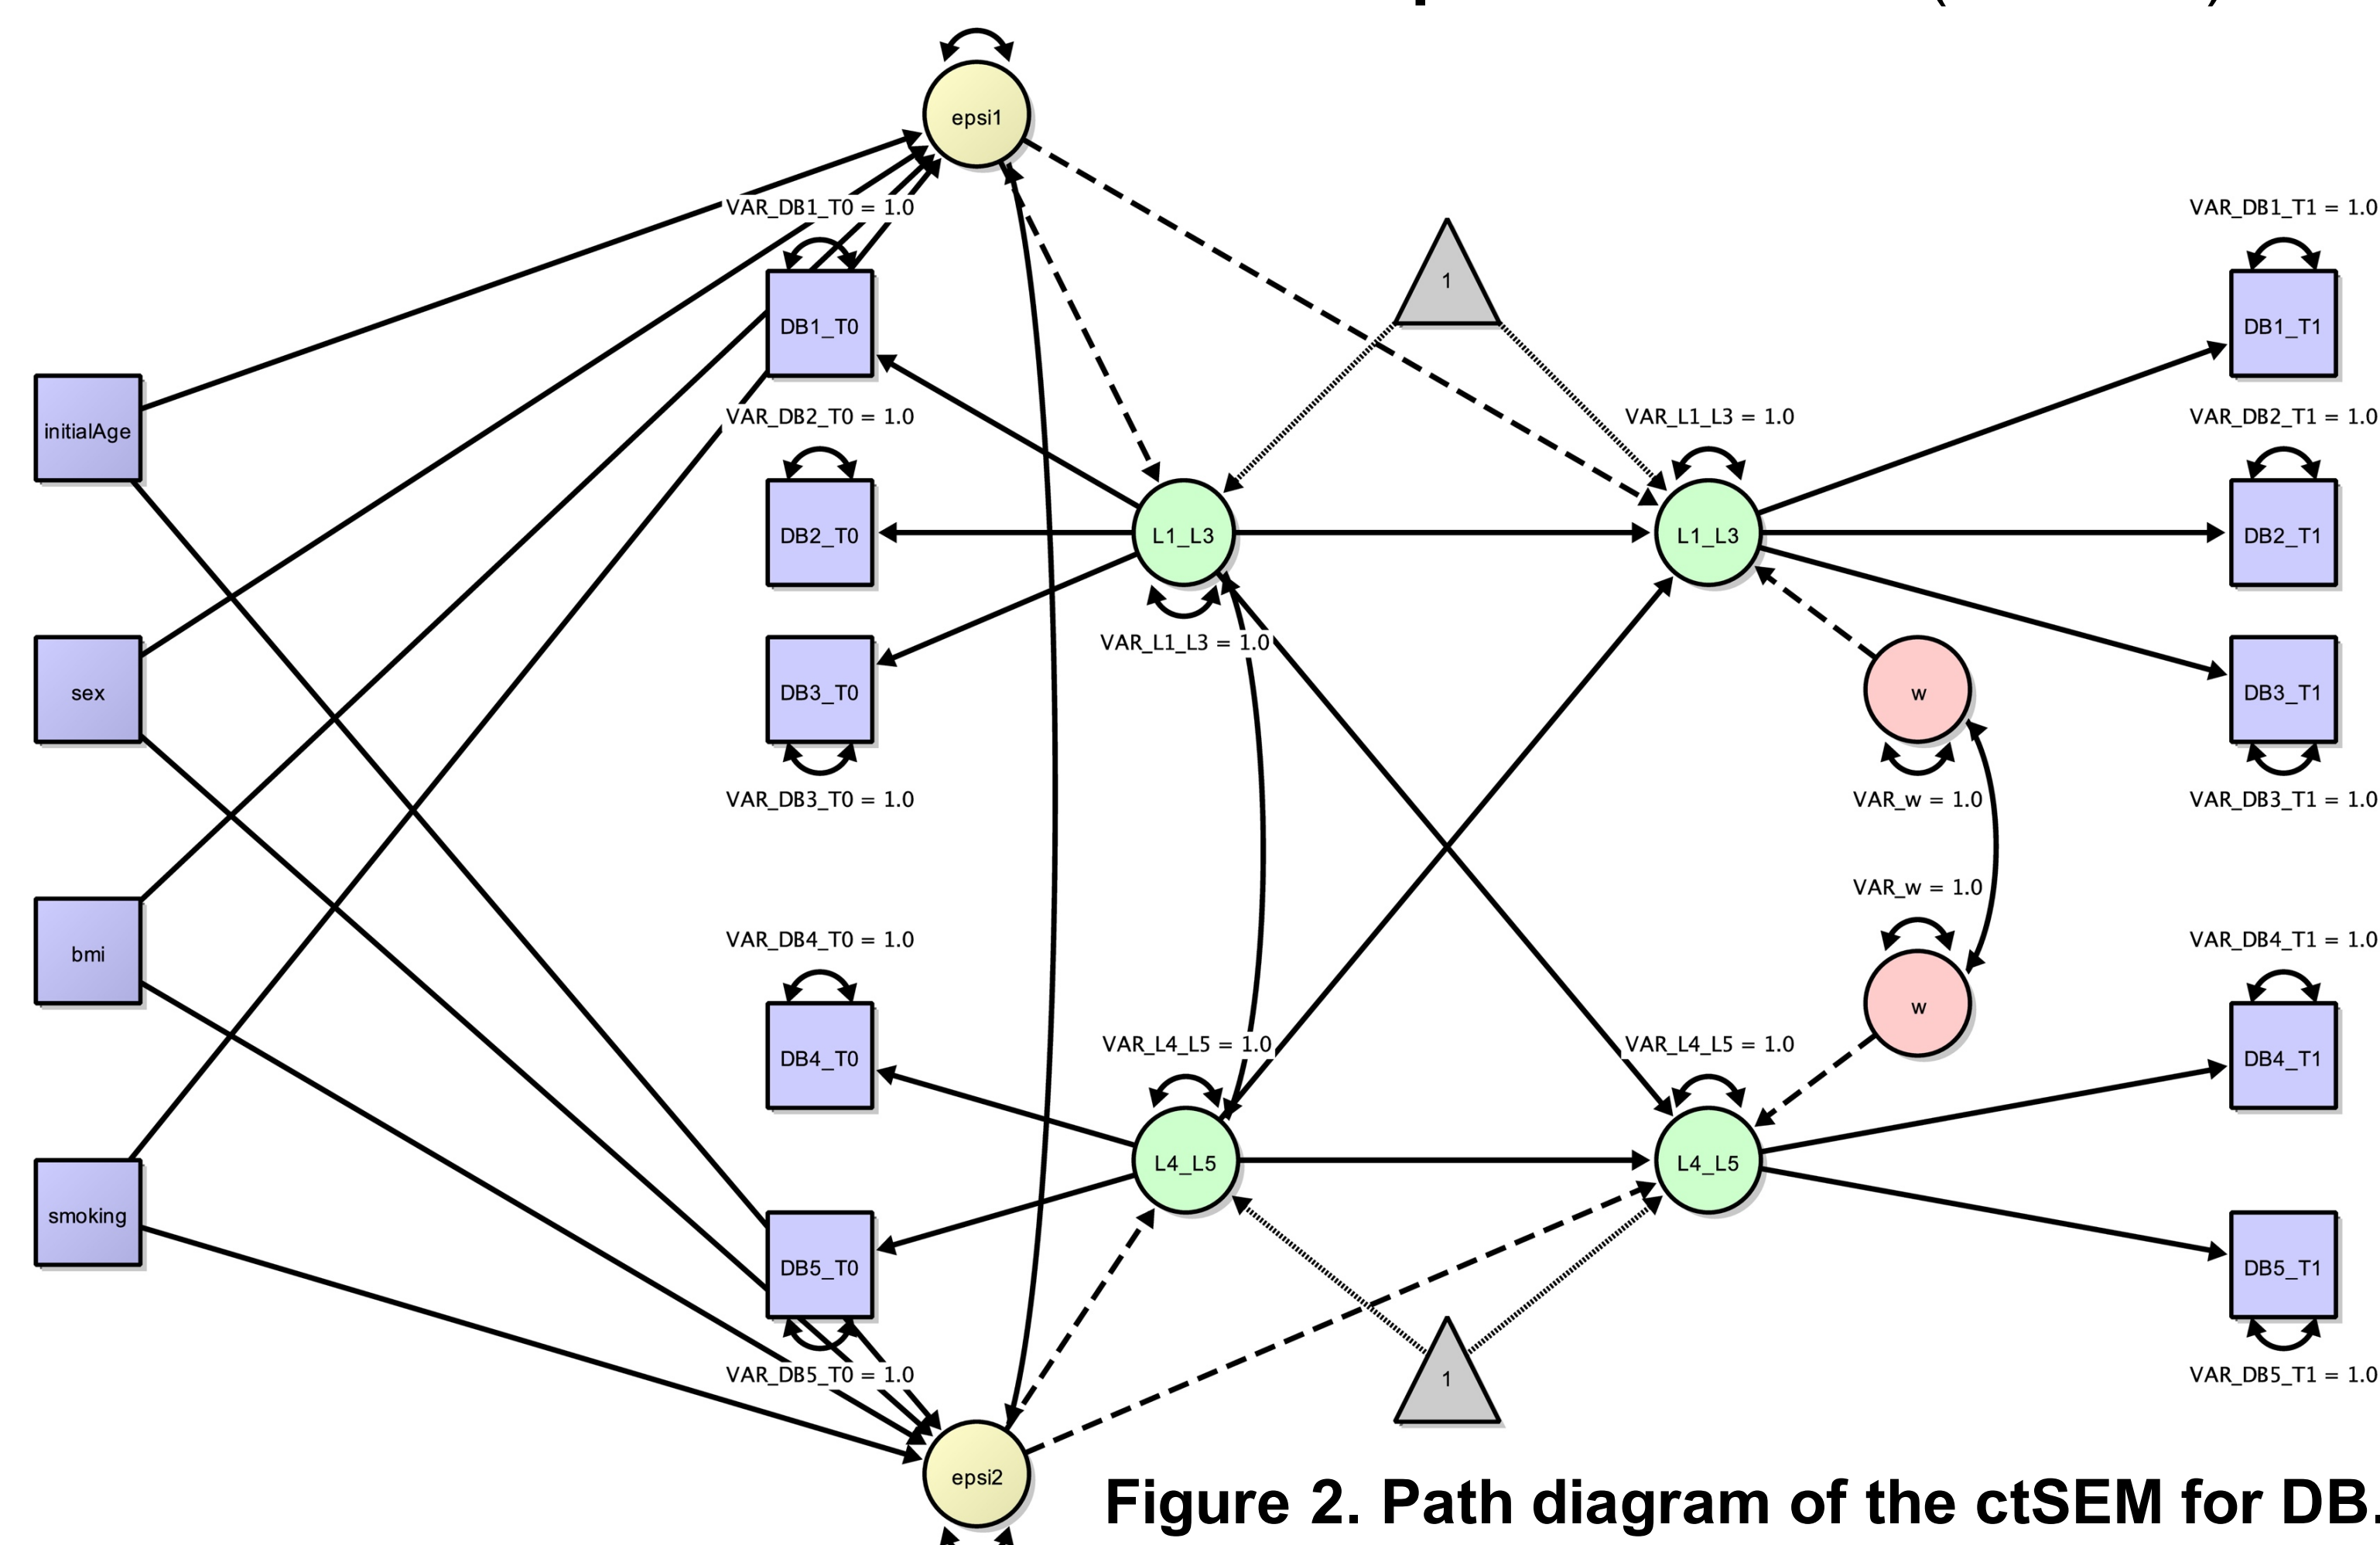 epsi1
VAR_DB1_T0 = 1.0
VAR_DB1_T1 = 1.0
1
DB1_T0
DB1_T1
initialAge
VAR_DB2_T0 = 1.0
VAR_L1_L3 = 1.0
VAR_DB2_T1 = 1.0
DB2_T0
L1_L3
L1_L3
DB2_T1
VAR_L1_L3 = 1.0
sex
DB3_T0
w
DB3_T1
VAR_DB3_T0 = 1.0
VAR_w = 1.0
VAR_DB3_T1 = 1.0
VAR_w = 1.0
VAR_DB4_T0 = 1.0
VAR_DB4_T1 = 1.0
bmi
w
VAR_L4_L5 = 1.0
VAR_L4_L5 = 1.0
DB4_T0
DB4_T1
L4_L5
L4_L5
smoking
DB5_T0
DB5_T1
VAR_DB5_T0 = 1.0
1
VAR_DB5_T1 = 1.0
epsi2
Figure 2. Path diagram of the ctSEM for DB.